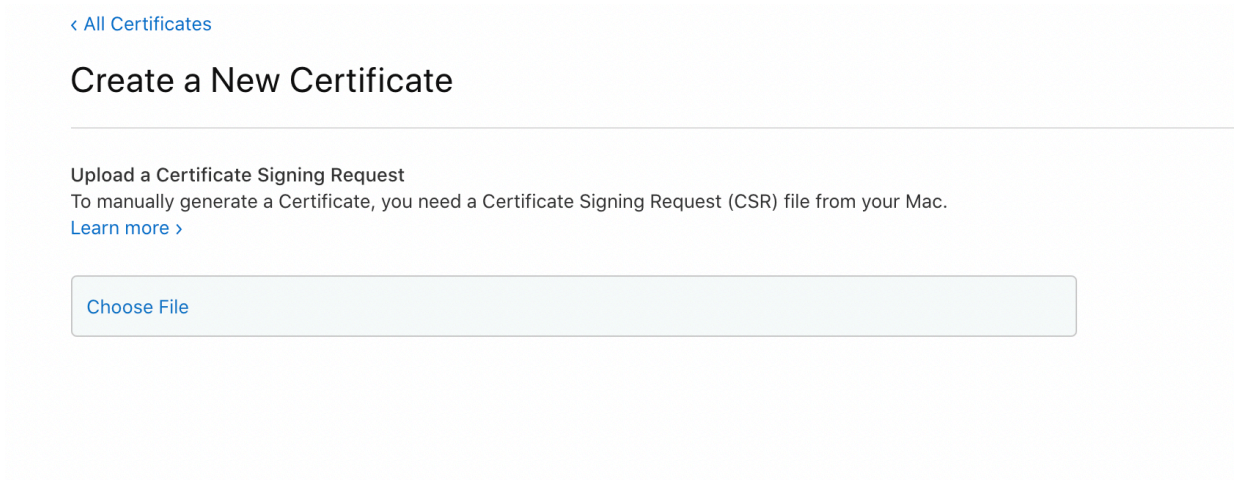 ‹ All Certificates
Create a New Certificate
Upload a Certificate Signing Request
To manually generate a Certificate, you need a Certificate Signing Request (CSR) file from your Mac.
Learn more ›
Choose File